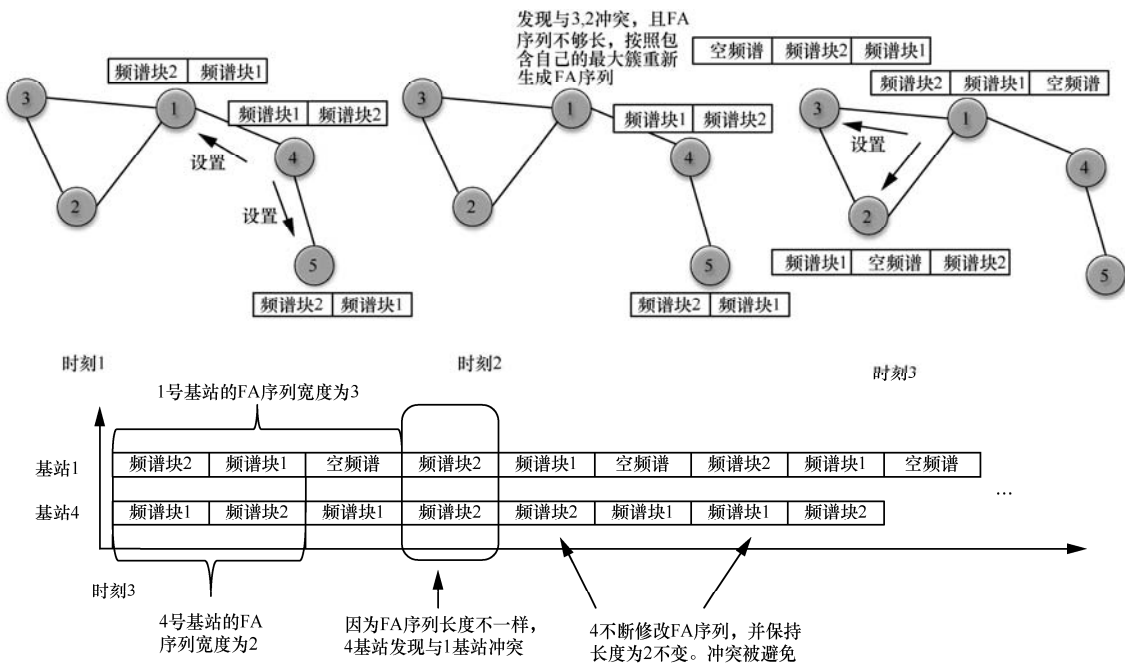 发现与3,2冲突，且FA
序列不够长，按照包
含自己的最大簇重新
生成FA序列
频谱块2 频谱块1
3
1
频谱块1 频谱块2
设置
4
2
设置
5
频谱块2 频谱块1
时刻1
3
1
频谱块1 频谱块2
4
2
5
频谱块2 频谱块1
时刻2
空频谱 频谱块2 频谱块1
频谱块2 频谱块1 空频谱
3
1
设置
4
2
频谱块1 空频谱 频谱块2
5
时刻3
1号基站的FA序列宽度为3
基站1 频谱块2 频谱块1 空频谱 频谱块2 频谱块1 空频谱 频谱块2 频谱块1 空频谱
...
基站4 频谱块1 频谱块2 频谱块1 频谱块2 频谱块2 频谱块1 频谱块1 频谱块2
时刻3
4号基站的FA
序列宽度为2
因为FA序列长度不一样，
4基站发现与1基站冲突
4不断修改FA序列，并保持
长度为2不变。冲突被避免